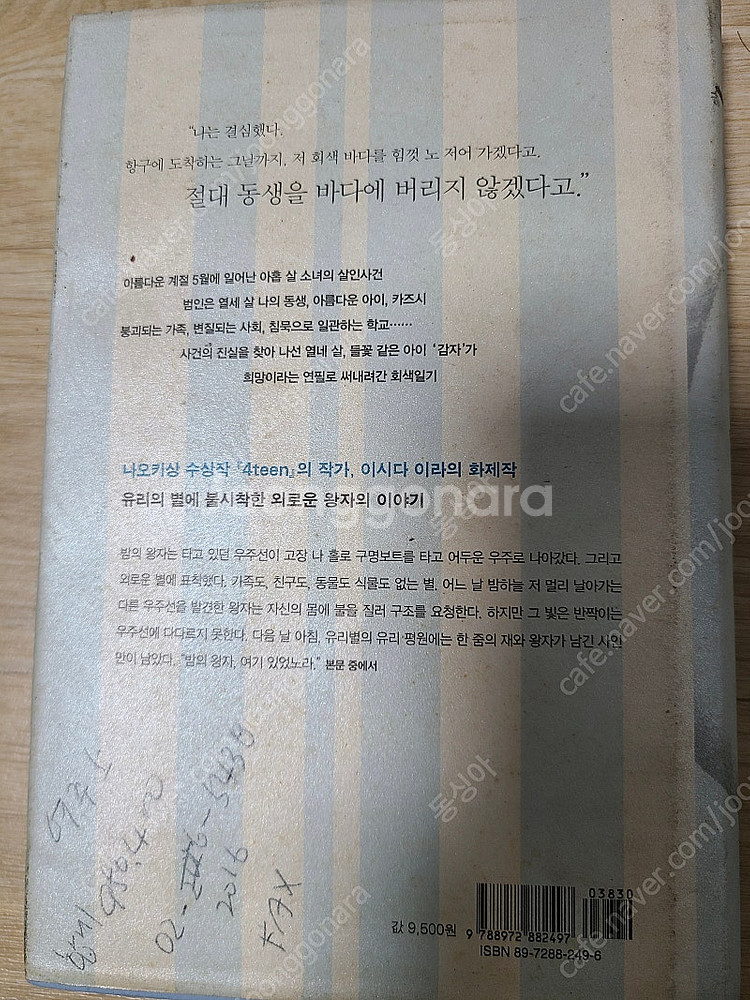 “나는 결심했다.
항구에 도착하는 그날까지, 저 회색 바다를 힘껏 노 저어 가겠다고.
절대 동생을 바다에 버리지 않겠다고.”
아름다운 계절 5월에 일어난 아홉 살 소녀의 살인사건
범인은 열세 살 나의 동생, 아름다운 아이, 카즈시
붕괴되는 가족, 변질되는 사회, 침묵으로 일관하는 학교……
사건의 진실을 찾아 나선 열네 살, 들꽃 같은 아이 ‘감자’가
희망이라는 연필로 써내려간 회색일기
나오키상 수상작 『4teen』의 작가, 이시다 이라의 화제작
유리의 별에 불시착한 외로운 왕자의 이야기
밤의 왕자는 타고 있던 우주선이 고장 나 홀로 구명보트를 타고 어두운 우주로 나아갔다. 그리고
외로운 별에 표착했다. 가족도, 친구도, 동물도 식물도 없는 별. 어느 날 밤하늘 저 멀리 날아가는
다른 우주선을 발견한 왕자는 자신의 몸에 불을 질러 구조를 요청한다. 하지만 그 빛은 반짝이는
우주선에 다다르지 못한다. 다음 날 아침, 유리별의 유리 평원에는 한 줌의 재와 왕자가 남긴 사인
만이 남았다. “밤의 왕자, 여기 있었노라.” 본문 중에서
02-
2016
FAX
03830
값 9,500원
9 788972 882497
ISBN 89-7288-249-6
joonggonara
cafe.naver.com/joo
동싱아